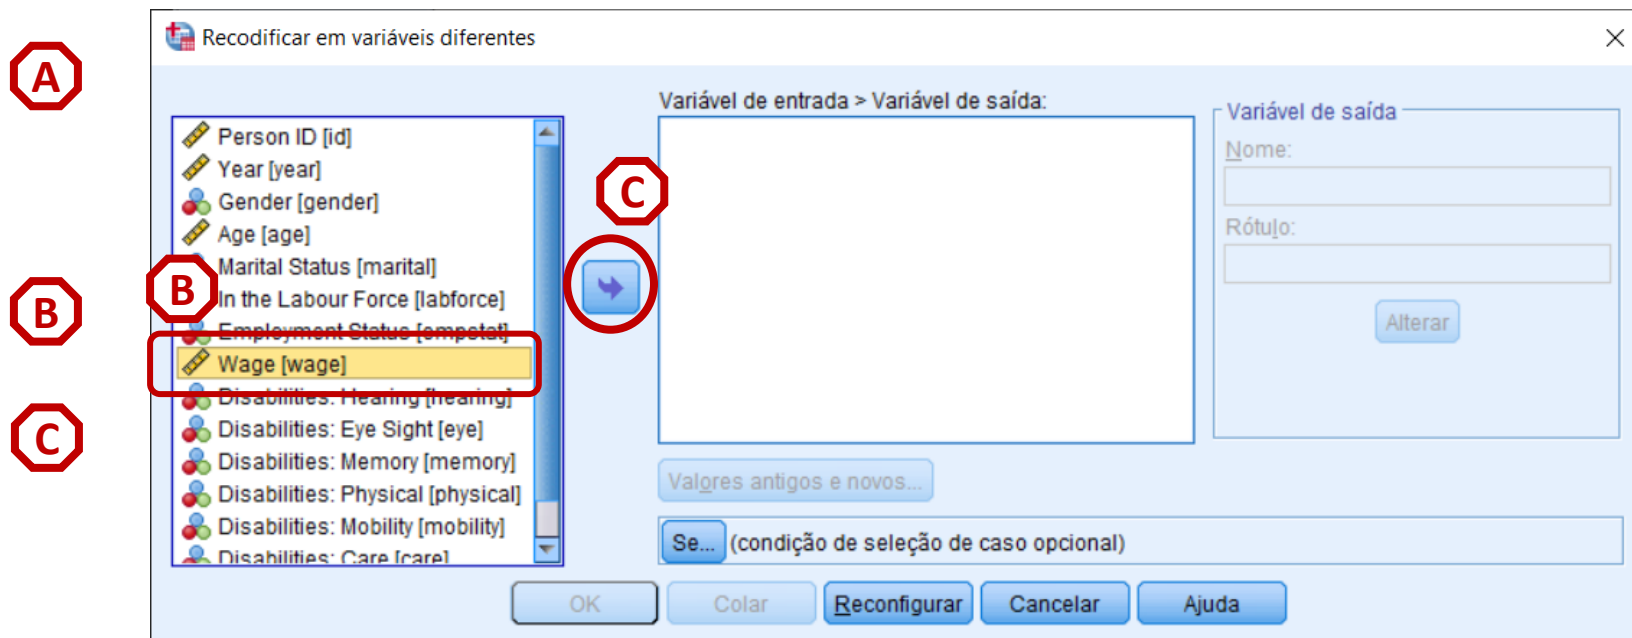 Recodificar em variáveis diferentes
A
Variável de entrada > Variável de saída:
Variável de saída
Person ID [id]
Nome:
Year [year]
C
Gender [gender]
Rótulo:
Age [age]
Marital Status [marital]
B
B
In the Labour Force [labforce]
Alterar
Employment Status [empstat]
Wage [wage]
Disabilities: Hearing [hearing]
C
Disabilities: Eye Sight [eye]
Disabilities: Memory [memory]
Valores antigos e novos...
Disabilities: Physical [physical]
Disabilities: Mobility [mobility]
Se... (condição de seleção de caso opcional)
Disabilities: Care [care]
OK
Colar
Reconfigurar
Cancelar
Ajuda